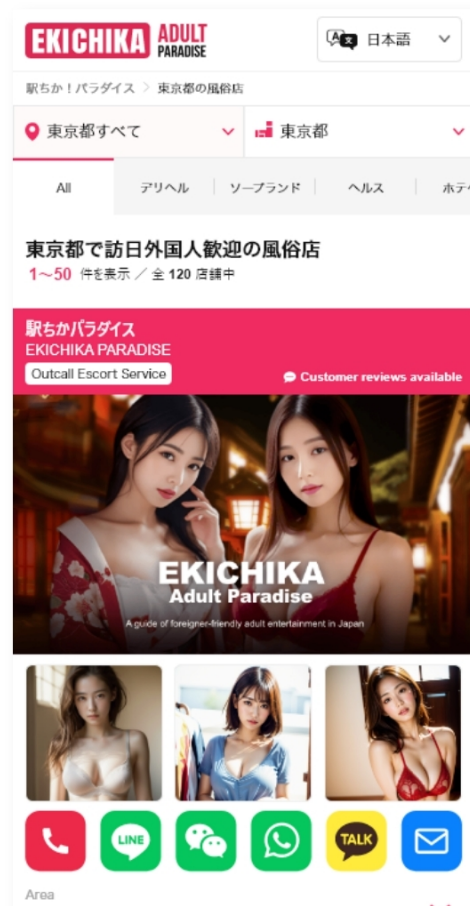 EKICHIKA ADULT PARADISE
日本語
駅ちか！パラダイス > 東京都の風俗店
東京都すべて
東京都
All
デリヘル
ソープランド
ヘルス
ホテ
東京都で訪日外国人歓迎の風俗店
1〜50 件を表示 ／ 全 120 店舗中
駅ちかパラダイス
EKICHIKA PARADISE
Outcall Escort Service
Customer reviews available
EKICHIKA
Adult Paradise
A guide of foreigner-friendly adult entertainment in Japan
LINE
TALK
Area